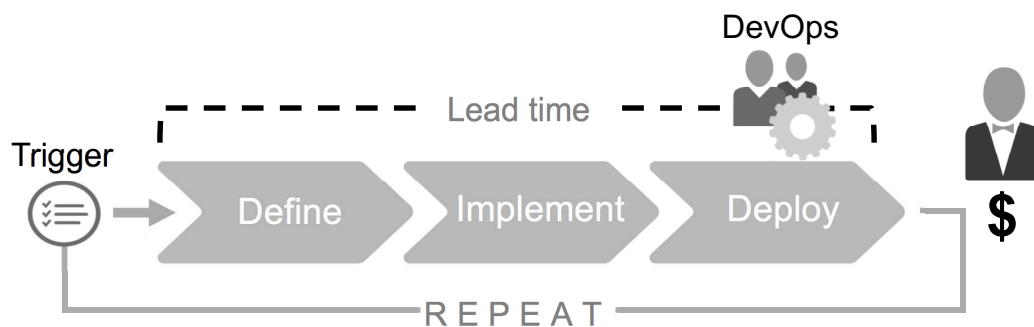 DevOps
Lead time
Trigger
Define
Implement
Deploy
$
REPEAT